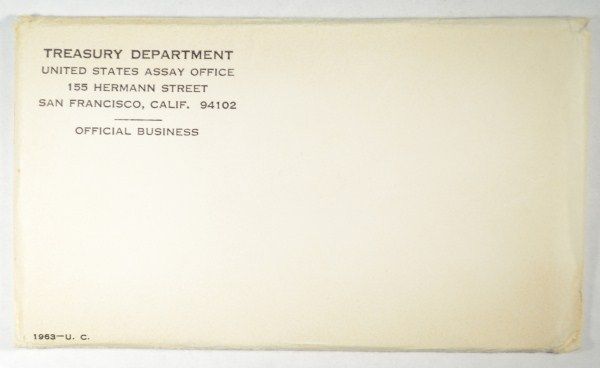 TREASURY DEPARTMENT
UNITED STATES ASSAY OFFICE
155 HERMANN STREET
SAN FRANCISCO, CALIF. 94102
OFFICIAL BUSINESS
1963—U. C.